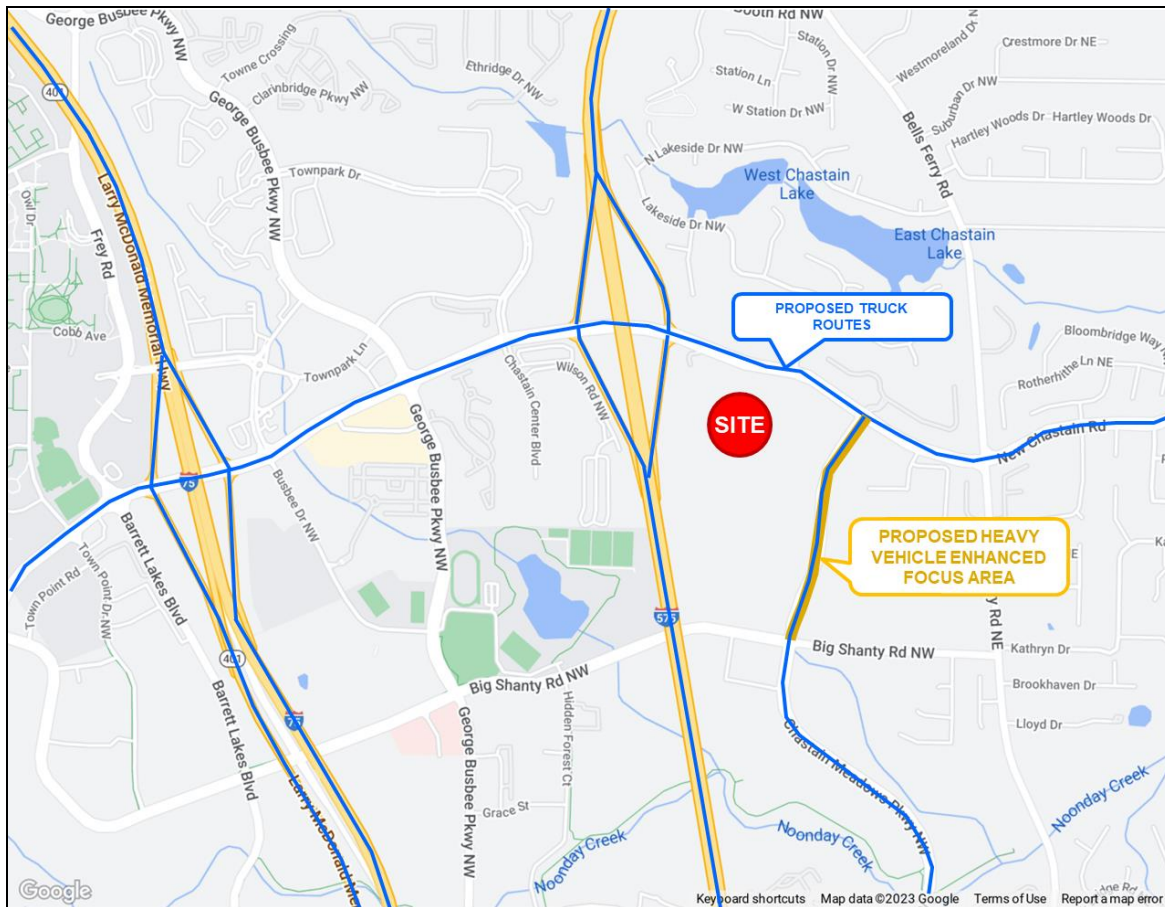 George Busbee Pkwy NW
Booth Rd NW
Westmoreland Dr NE
Crestmore Dr NE
Towne Crossing
Ethridge Dr NW
Station Dr NW
Station Ln
401
Clarinbridge Pkwy NW
George Busbee Pkwy NW
W Station Dr NW
Suburban Dr NW
Hartley Woods Dr
Hartley Woods Dr
Bells Ferry Rd
N Lakeside Dr NW
Townpark Dr
West Chastain
Lake
Owl Dr
Larry McDonald Memorial Hwy
Frey Rd
Lakeside Dr NW
East Chastain
Lake
PROPOSED TRUCK
ROUTES
Cobb Ave
Bloombridge Way NW
Townpark Ln
Chastain Center Blvd
Wilson Rd NW
Rotherhithe Ln NE
SITE
New Chastain Rd
75
Busbee Dr NW
George Busbee Pkwy NW
Barrett Lakes Blvd
PROPOSED HEAVY
VEHICLE ENHANCED
FOCUS AREA
Town Point Rd
Town Point Dr NW
575
Rd NE
Big Shanty Rd NW
Kathryn Dr
401
Big Shanty Rd NW
Brookhaven Dr
Barrett Lakes Blvd
75
George Busbee Pkwy NW
Hidden Forest Ct
Lloyd Dr
Chastain Meadows Pkwy NW
Larry McDonald Me
Grace St
Noonday Creek
Noonday Creek
Noonday Creek
Google
Keyboard shortcuts Map data ©2023 Google Terms of Use Report a map error